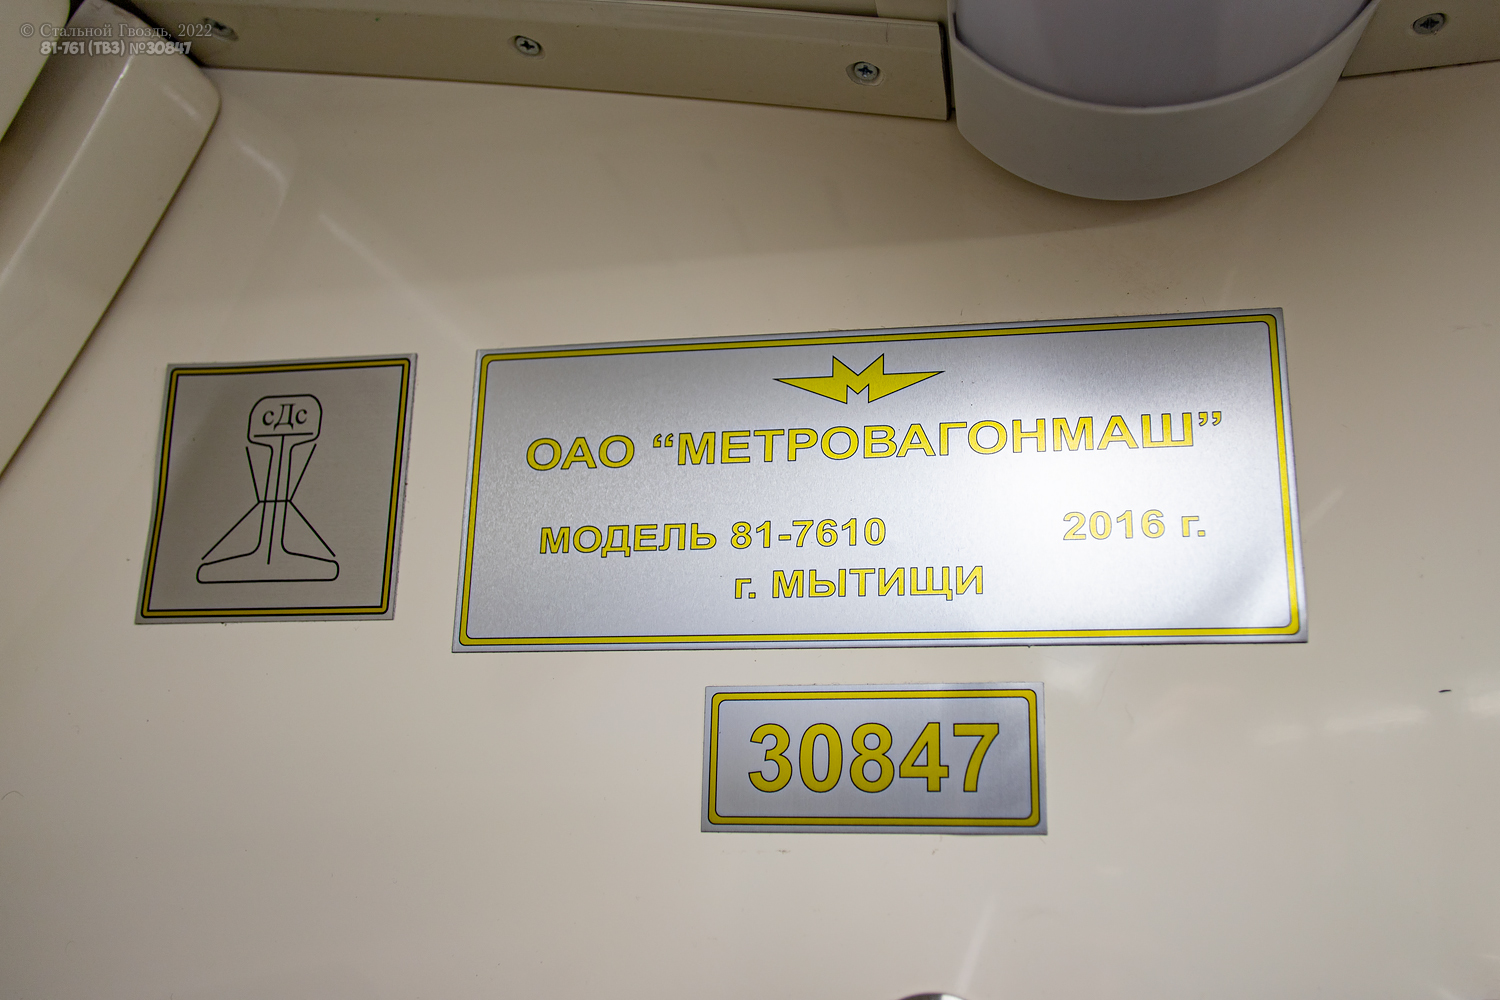 © Стальной Гвоздь, 2022
81-761 (ТВЗ) №30847
сДс
М
ОАО “МЕТРОВАГОНМАШ”
МОДЕЛЬ 81-7610 2016 г.
г. МЫТИЩИ
30847